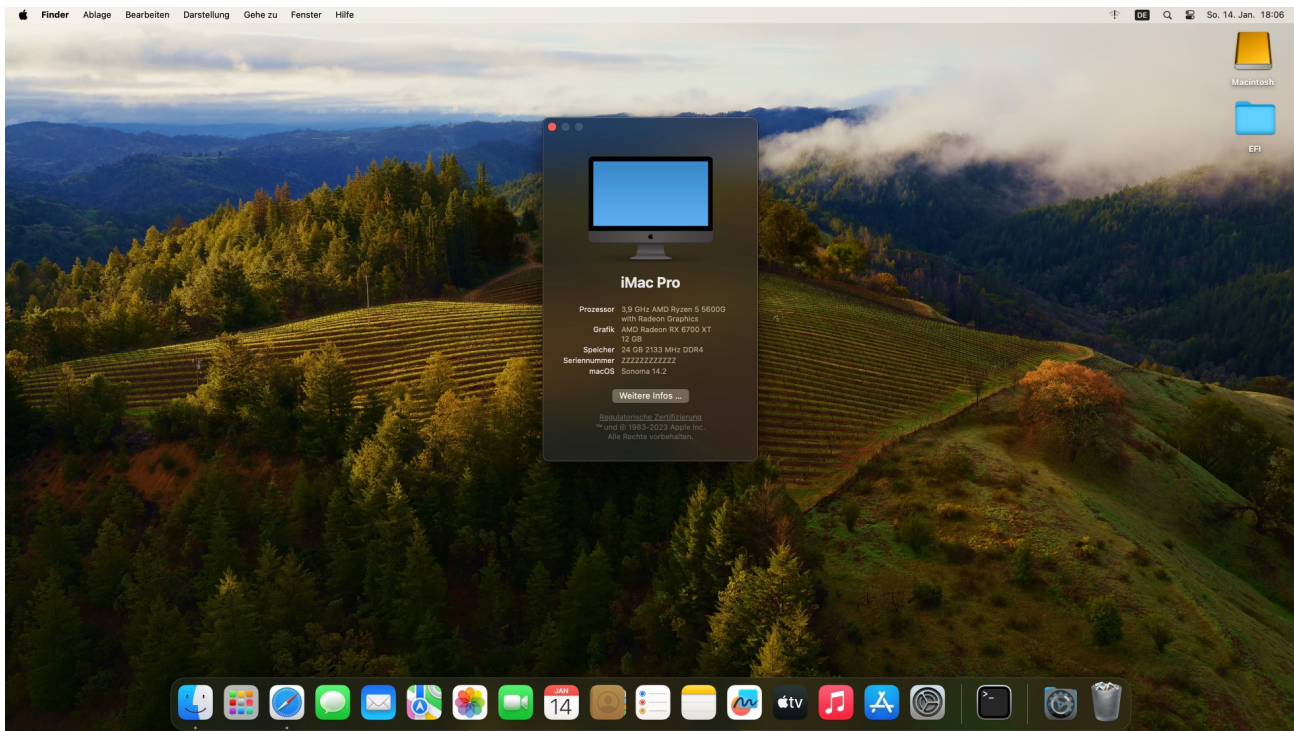 Finder Ablage Bearbeiten Darstellung Gehe zu Fenster Hilfe
DE So. 14. Jan. 18:06
Macintosh
EFI
iMac Pro
Prozessor 3,9 GHz AMD Ryzen 5 5600G
with Radeon Graphics
Grafik AMD Radeon RX 6700 XT
12 GB
Speicher 24 GB 2133 MHz DDR4
Seriennummer ZZZZZZZZZZZZ
macOS Sonoma 14.2
Weitere Infos ...
Regulatorische Zertifizierung
™ und © 1983-2023 Apple Inc.
Alle Rechte vorbehalten.
JAN
14
tv
>_